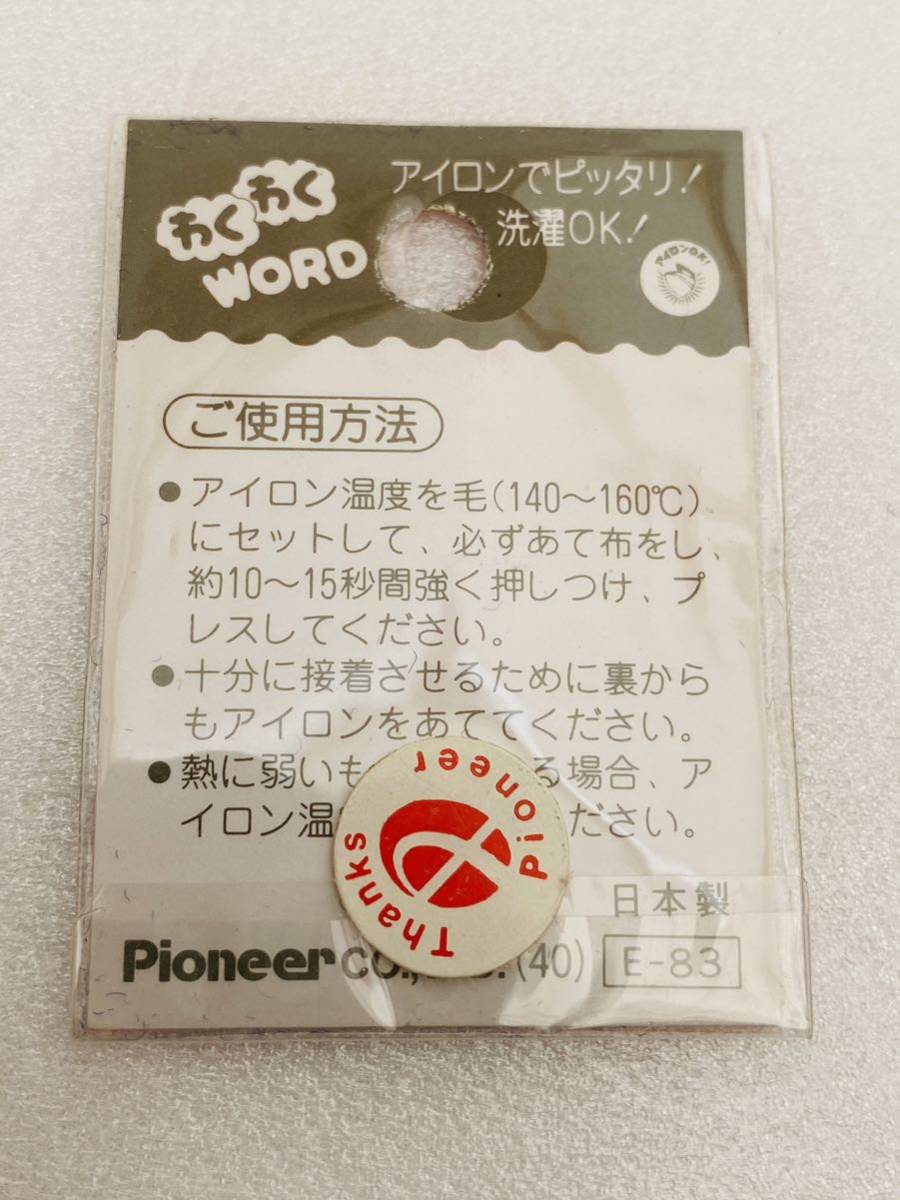 わくわく
WORD
アイロンでピッタリ!
洗濯OK!
アイロンOK!
ご使用方法
●アイロン温度を毛(140〜160℃)
にセットして、必ずあて布をし、
約10〜15秒間強く押しつけ、プ
レスしてください。
●十分に接着させるために裏から
もアイロンをあててください。
●熱に弱いも る場合、ア
イロン温 ださい。
Thanks Pioneer
日本製
Pioneer CO., (40) E-83